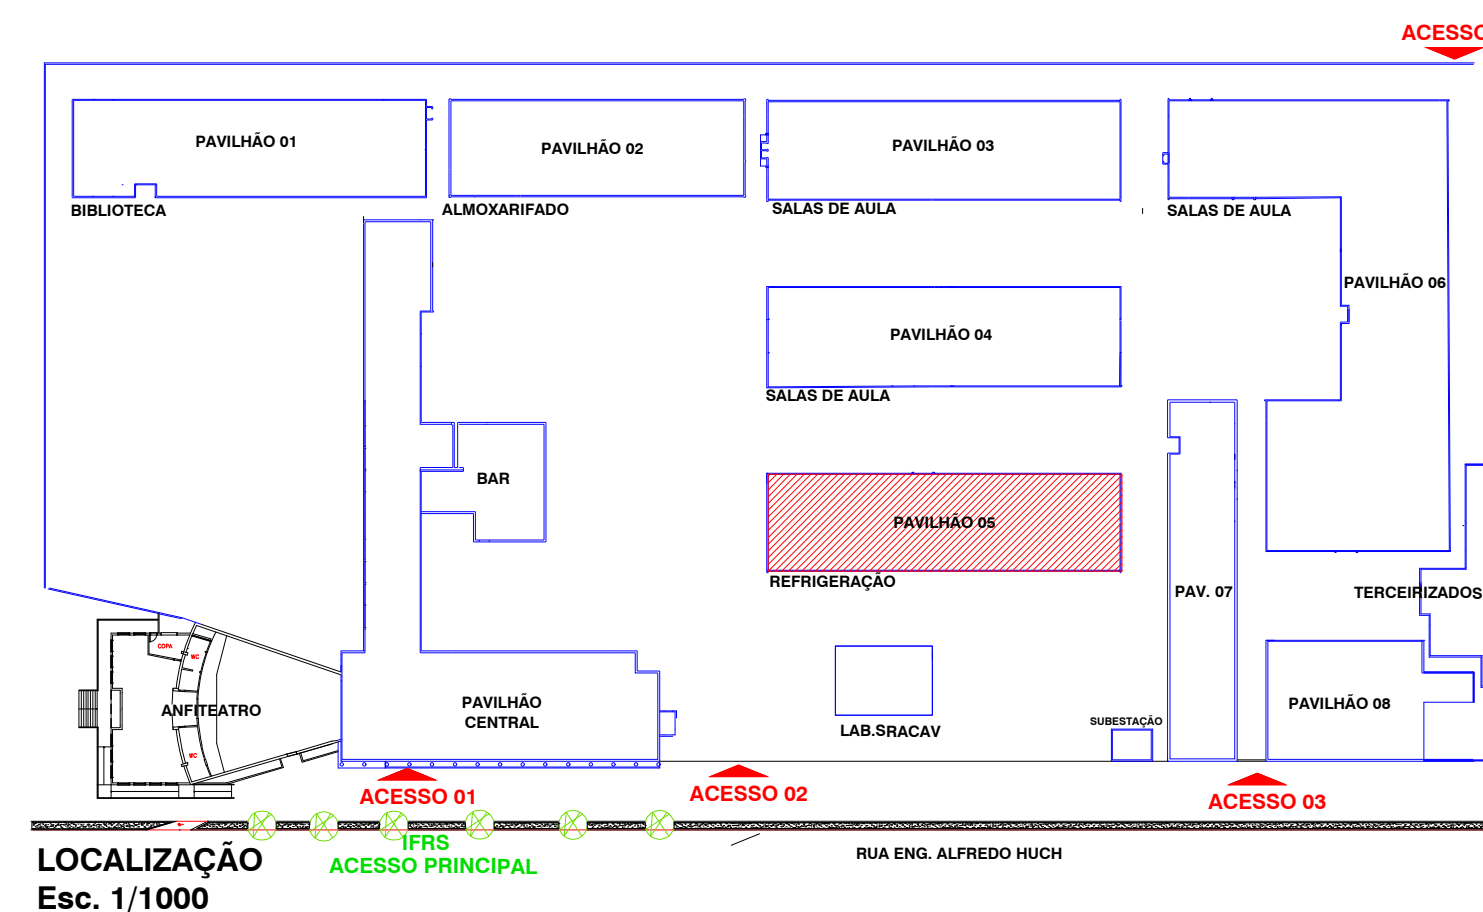 ACESSO
PAVILHÃO 01
PAVILHÃO 02
PAVILHÃO 03
BIBLIOTECA
ALMOXARIFADO
SALAS DE AULA
SALAS DE AULA
PAVILHÃO 06
PAVILHÃO 04
SALAS DE AULA
BAR
PAVILHÃO 05
REFRIGERAÇÃO
PAV. 07
TERCEIRIZADOS
COPA
WC
ANFITEATRO
PAVILHÃO
CENTRAL
PAVILHÃO 08
SUBESTAÇÃO
LAB.SRACAV
WC
ACESSO 01
ACESSO 02
ACESSO 03
IFRS
ACESSO PRINCIPAL
RUA ENG. ALFREDO HUCH
LOCALIZAÇÃO
Esc. 1/1000